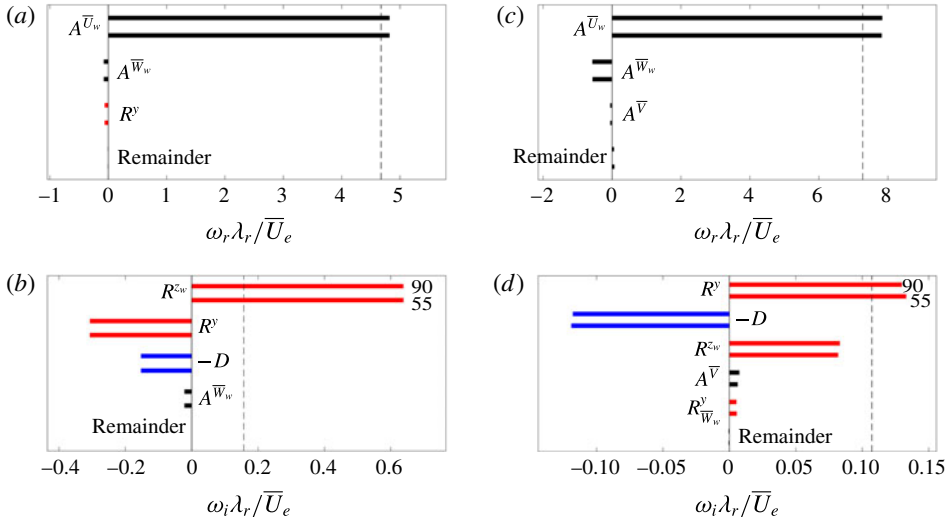 (a)
A^{\overline{U}_w}
A^{\overline{W}_w}
R^y
Remainder
−1 0 1 2 3 4 5
ω_r λ_r/\overline{U}_e
(c)
A^{\overline{U}_w}
A^{\overline{W}_w}
A^{\overline{V}}
Remainder
−2 0 2 4 6 8
ω_r λ_r/\overline{U}_e
(b)
R^{z_w} 90
55
R^y
−D
A^{\overline{W}_w}
Remainder
−0.4 −0.2 0 0.2 0.4 0.6
ω_i λ_r/\overline{U}_e
(d)
R^y 90
55
−D
R^{z_w}
A^{\overline{V}}
R^y_{\overline{W}_w}
Remainder
−0.10 −0.05 0 0.05 0.10 0.15
ω_i λ_r/\overline{U}_e